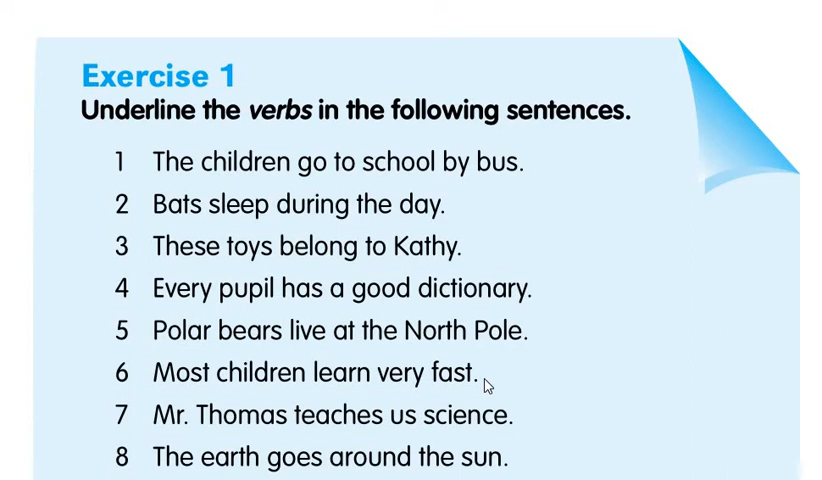 Exercise 1
Underline the verbs in the following sentences.
1 The children go to school by bus.
2 Bats sleep during the day.
3 These toys belong to Kathy.
4 Every pupil has a good dictionary.
5 Polar bears live at the North Pole.
6 Most children learn very fast.
7 Mr. Thomas teaches us science.
8 The earth goes around the sun.